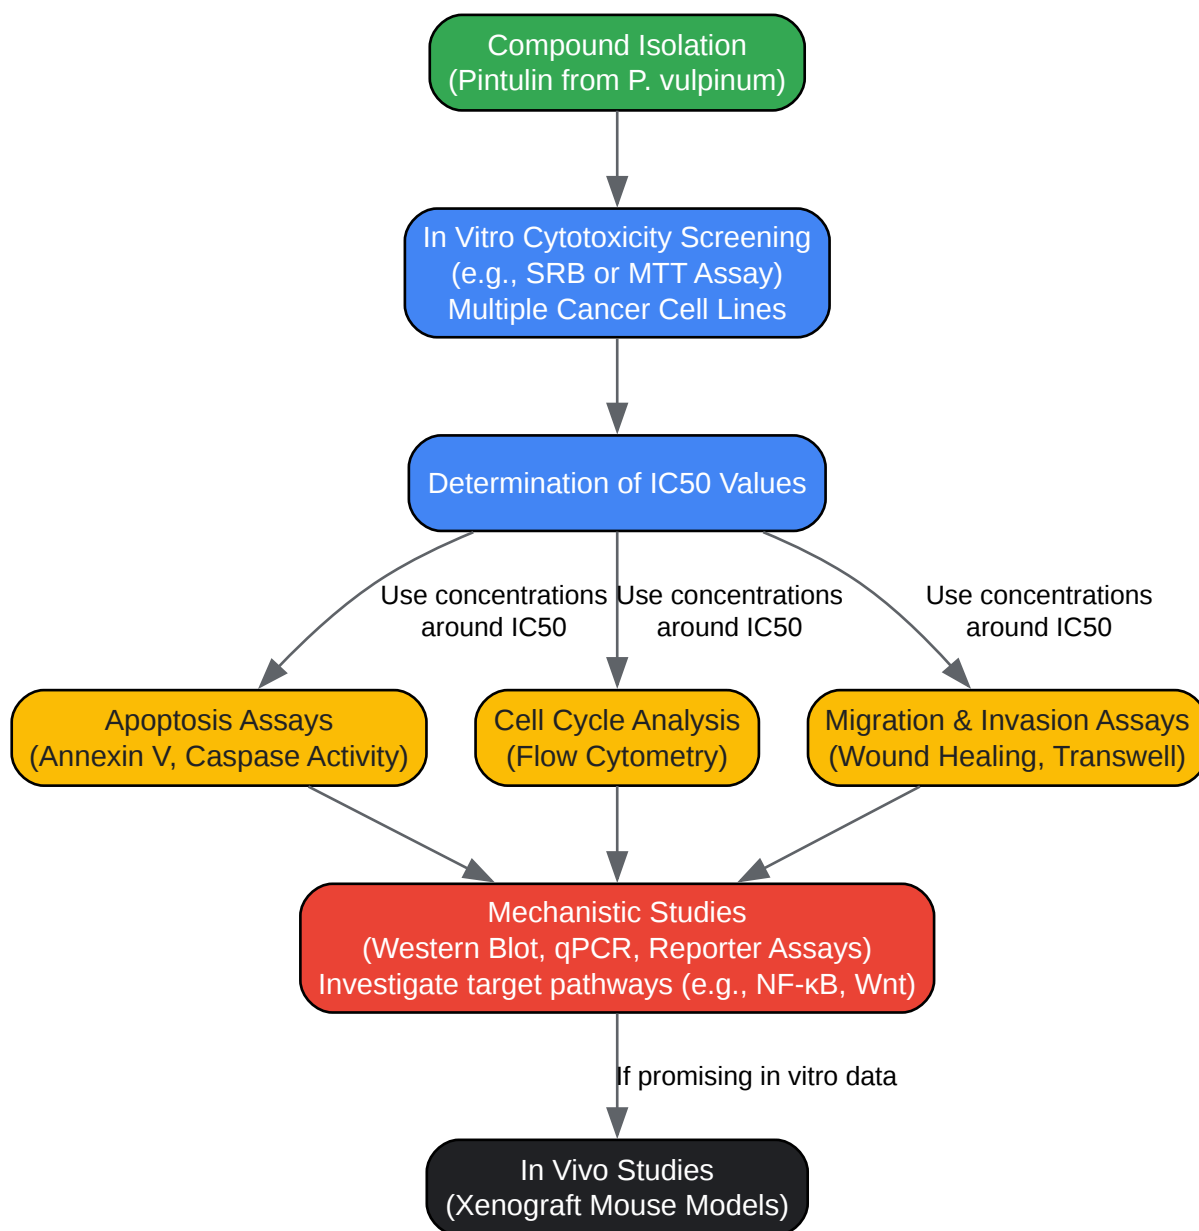 Compound Isolation
(Pintulin from P. vulpinum)
In Vitro Cytotoxicity Screening
(e.g., SRB or MTT Assay)
Multiple Cancer Cell Lines
Determination of IC50 Values
Use concentrations
around IC50
Use concentrations
around IC50
Use concentrations
around IC50
Apoptosis Assays
(Annexin V, Caspase Activity)
Cell Cycle Analysis
(Flow Cytometry)
Migration & Invasion Assays
(Wound Healing, Transwell)
Mechanistic Studies
(Western Blot, qPCR, Reporter Assays)
Investigate target pathways (e.g., NF-κB, Wnt)
If promising in vitro data
In Vivo Studies
(Xenograft Mouse Models)